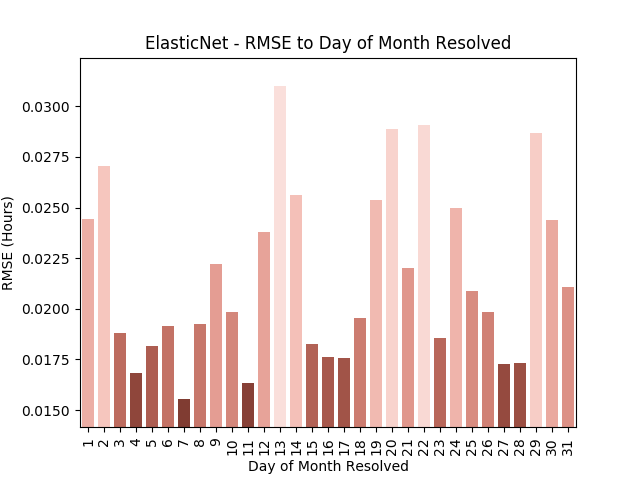 ElasticNet - RMSE to Day of Month Resolved
0.0300
0.0275
0.0250
0.0225
0.0200
0.0175
0.0150
RMSE (Hours)
1 2 3 4 5 6 7 8 9 10 11 12 13 14 15 16 17 18 19 20 21 22 23 24 25 26 27 28 29 30 31
Day of Month Resolved